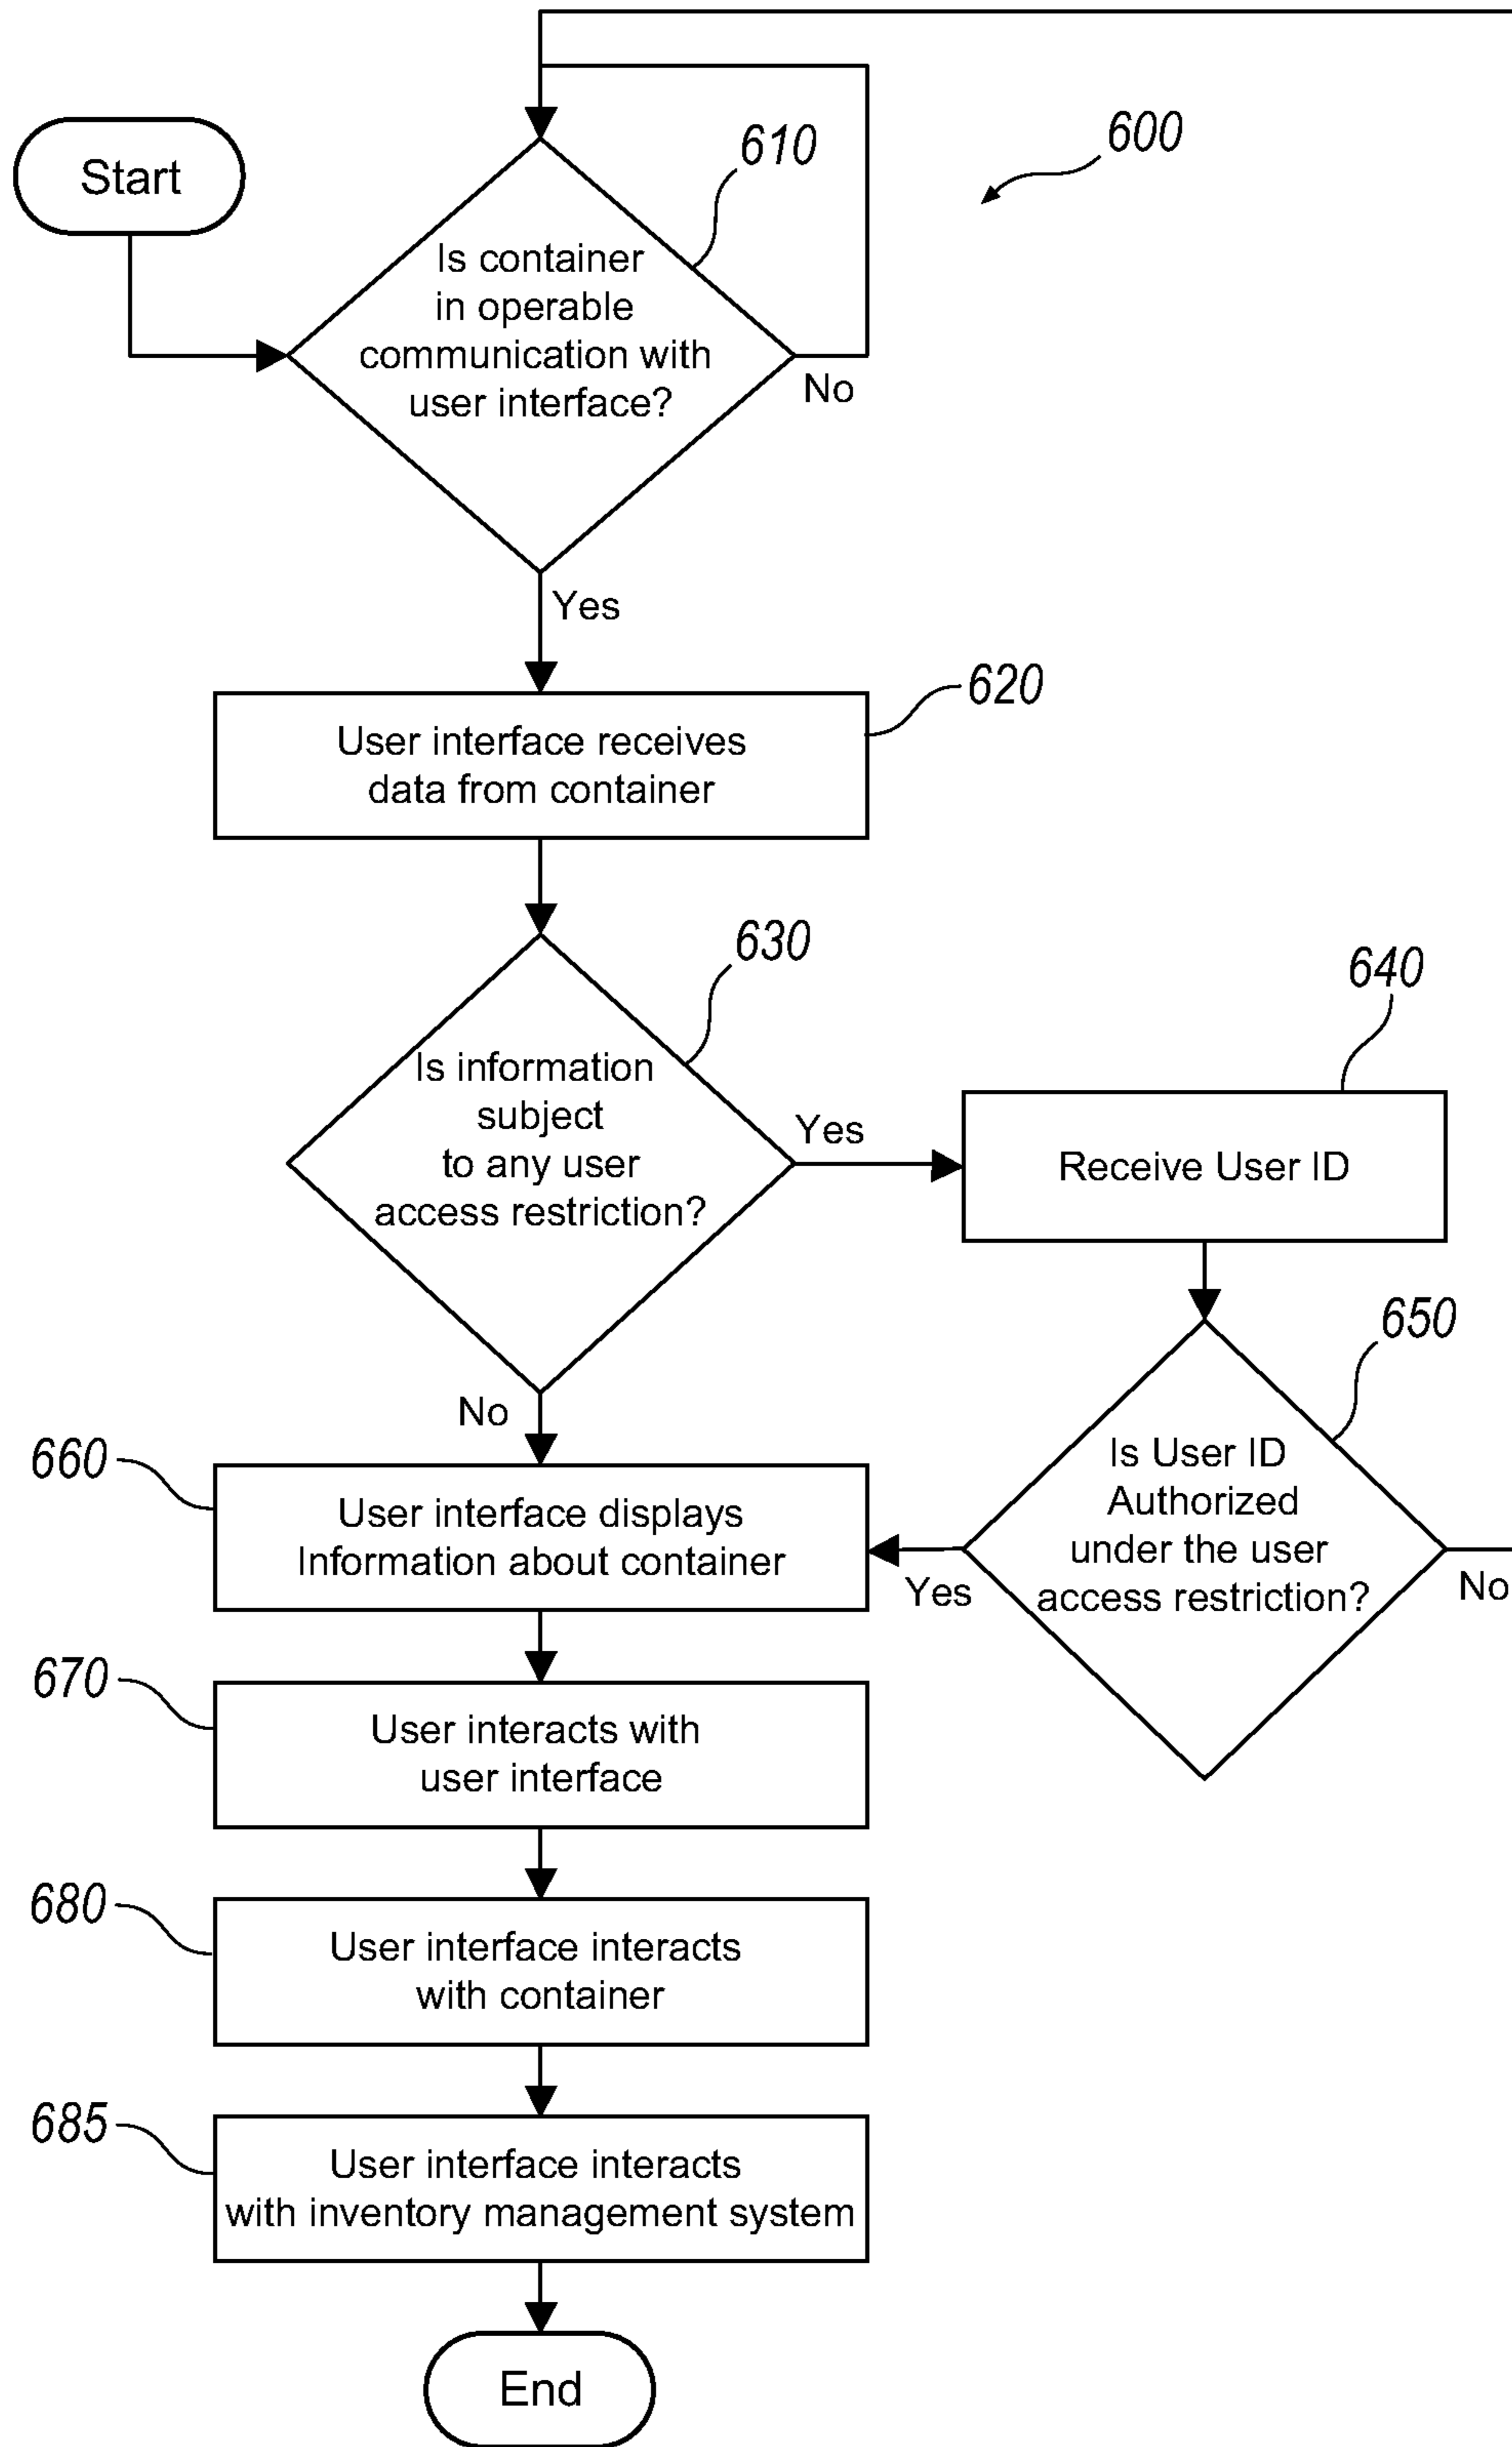 600
Start
610
Is container
in operable
communication with
user interface?
No
Yes
620
User interface receives
data from container
630
Is information
subject
to any user
access restriction?
Yes
No
640
Receive User ID
650
Is User ID
Authorized
under the user
access restriction?
Yes
No
660
User interface displays
Information about container
670
User interacts with
user interface
680
User interface interacts
with container
685
User interface interacts
with inventory management system
End